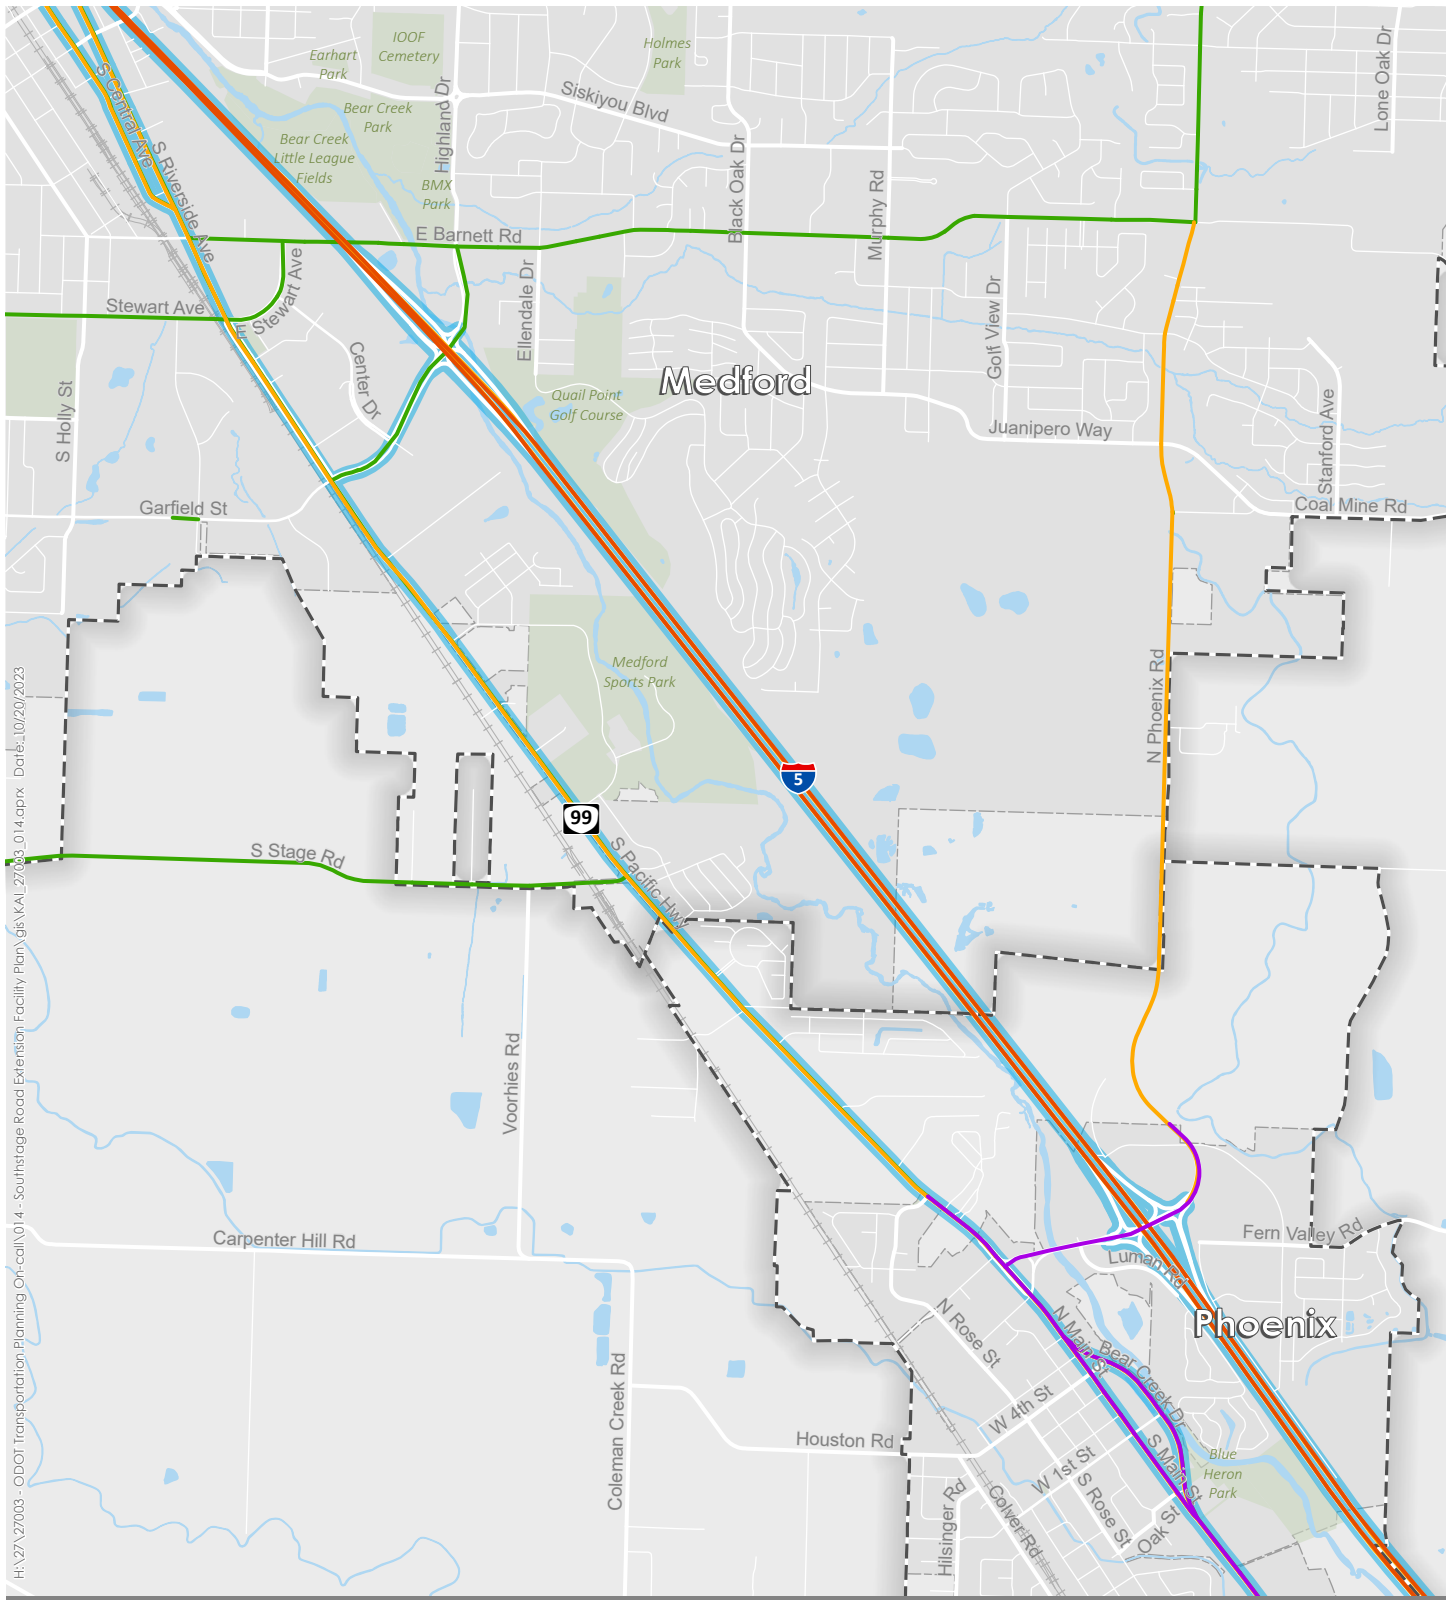 IOOF
Cemetery
Earhart
Park
Holmes
Park
Lone Oak Dr
S Central Ave
Siskiyou Blvd
Highland Dr
Bear Creek
Park
Bear Creek
Little League
Fields
BMX
Park
S Riverside Ave
Black Oak Dr
Murphy Rd
E Barnett Rd
Stewart Ave
E Stewart Ave
Ellendale Dr
Golf View Dr
Center Dr
Medford
Quail Point
Golf Course
S Holly St
Juanipero Way
Stanford Ave
Garfield St
Coal Mine Rd
Medford
Sports Park
N Phoenix Rd
5
99
S Stage Rd
S Pacific Hwy
Voorhies Rd
Carpenter Hill Rd
Fern Valley Rd
Luman Rd
Phoenix
N Rose St
N Main St
Bear Creek Dr
Coleman Creek Rd
W 4th St
Houston Rd
S Main St
Blue
Heron
Park
W 1st St
S Rose St
Oak St
Hilsinger Rd
Colver Rd
H:\27\27003 - ODOT Transportation Planning On-call\014 - Southstage Road Extension Facility Plan\gis\KAI_27003_014.aprx Date: 10/20/2023